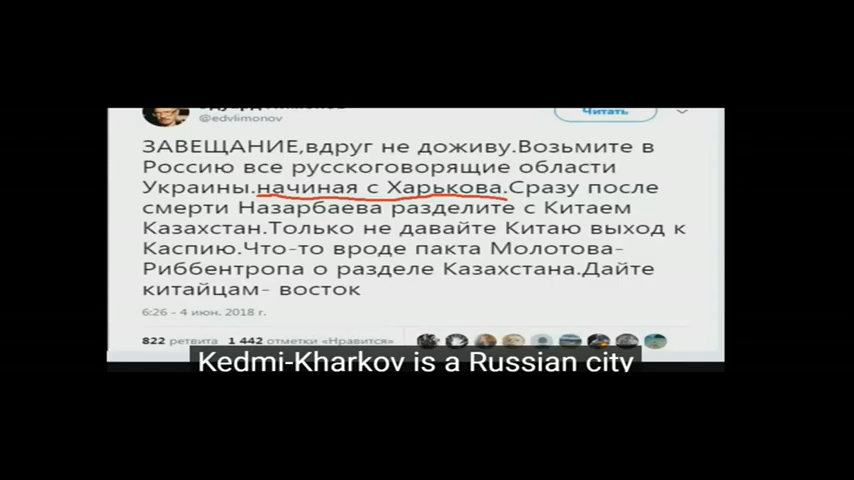 @edvlimonov
Читать
ЗАВЕЩАНИЕ,вдруг не доживу.Возьмите в
Россию все русскоговорящие области
Украины.начиная с Харькова.Сразу после
смерти Назарбаева разделите с Китаем
Казахстан.Только не давайте Китаю выход к
Каспию.Что-то вроде пакта Молотова-
Риббентропа о разделе Казахстана.Дайте
китайцам- восток
6:26 - 4 июн. 2018 г.
822 ретвита 1 442 отметки «Нравится»
Kedmi-Kharkov is a Russian city